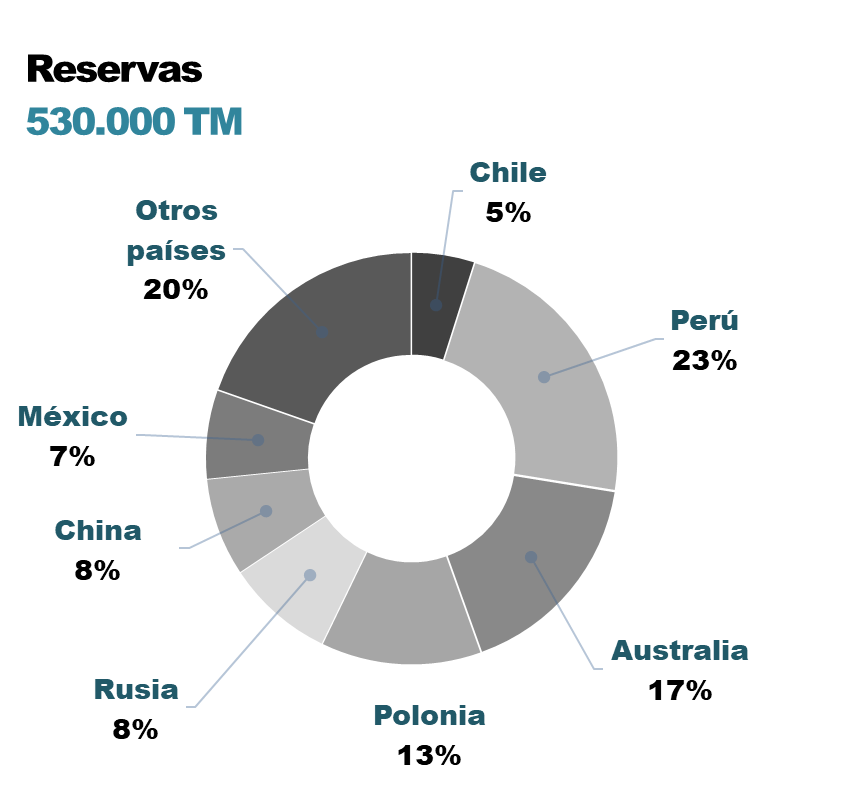 Reservas
530.000 TM
Chile
5%
Otros
países
20%
Perú
23%
México
7%
China
8%
Australia
17%
Rusia
8%
Polonia
13%